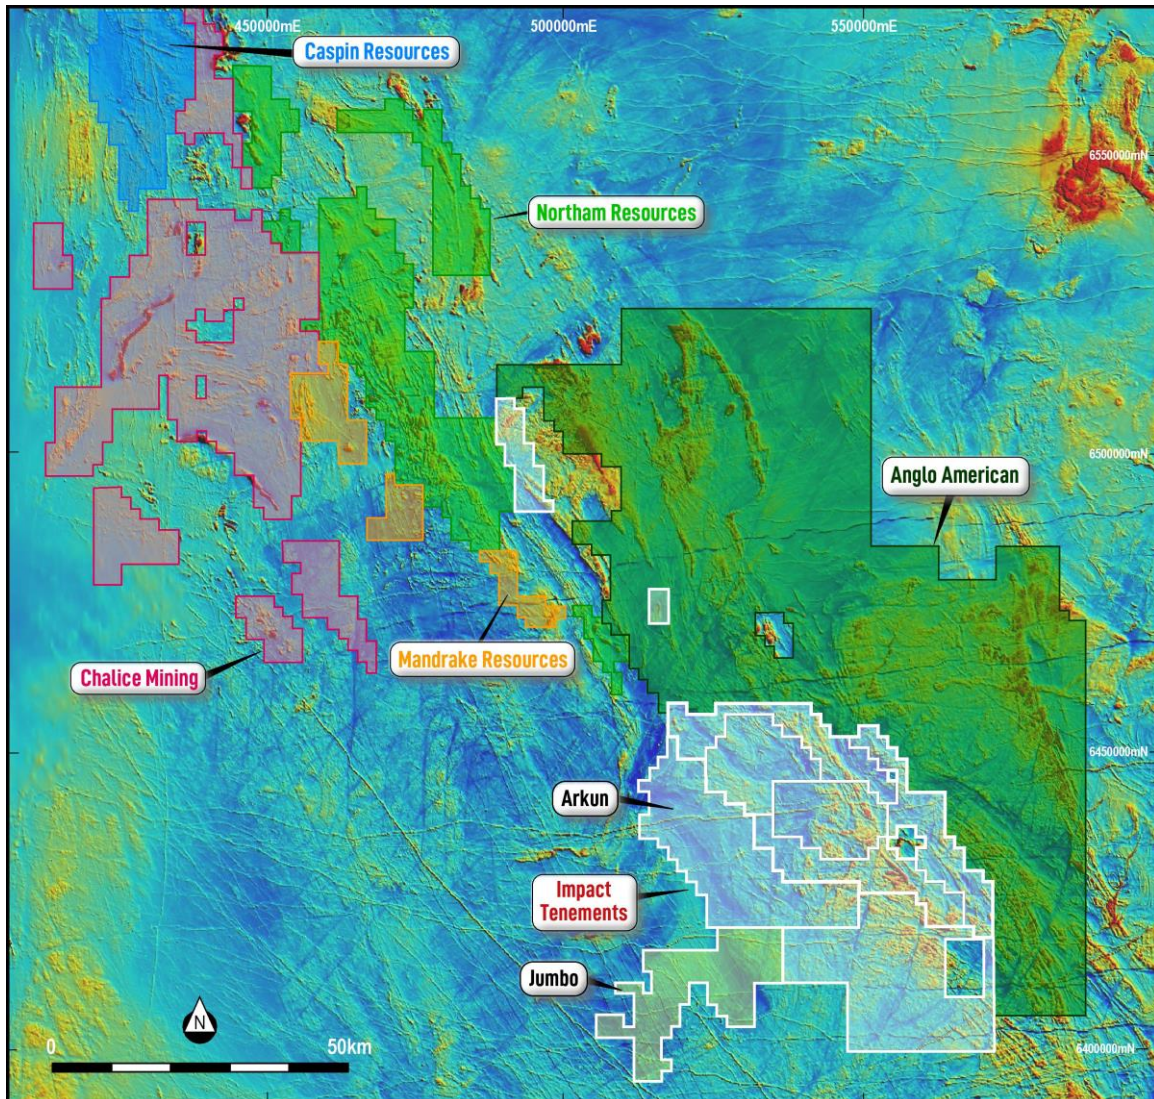 450000mE
500000mE
550000mE
Caspin Resources
6550000mN
Northam Resources
6500000mN
Anglo American
Mandrake Resources
Chalice Mining
6450000mN
Arkun
Impact
Tenements
Jumbo
N
0
50km
6400000mN